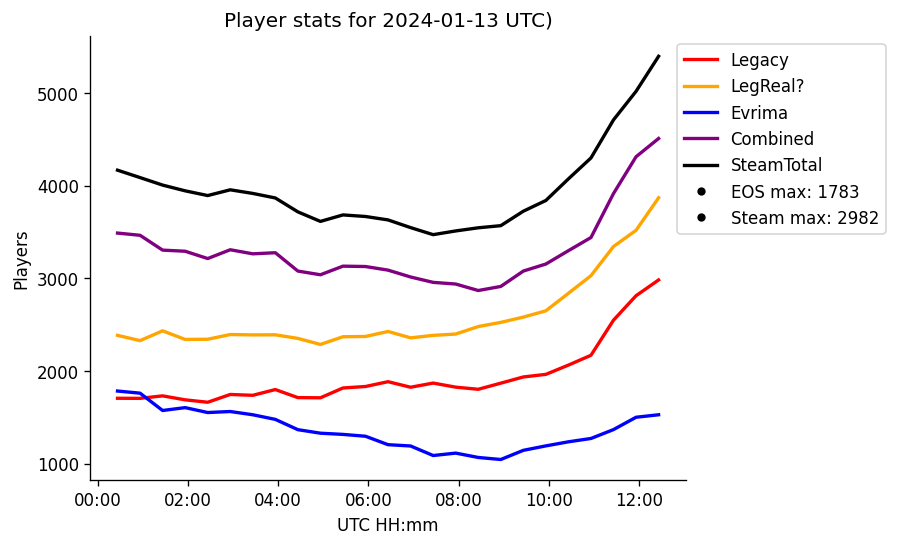 Player stats for 2024-01-13 UTC)
Legacy
LegReal?
Evrima
Combined
SteamTotal
EOS max: 1783
Steam max: 2982
Players
5000
4000
3000
2000
1000
00:00 02:00 04:00 06:00 08:00 10:00 12:00
UTC HH:mm